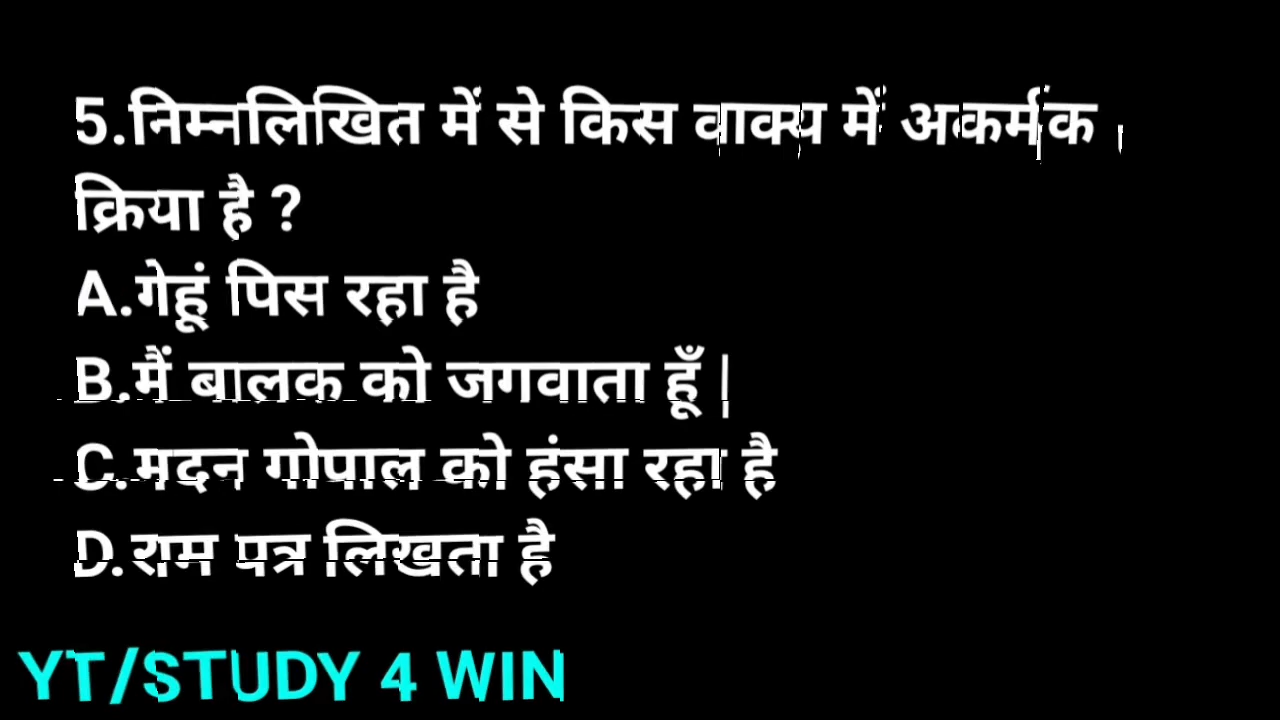 5.निम्नलिखित में से किस वाक्य में अकर्मक
क्रिया है ?
A.गेहूं पिस रहा है
B.मैं बालक को जगवाता हूँ |
C.मदन गोपाल को हंसा रहा है
D.राम पत्र लिखता है
YT/STUDY 4 WIN